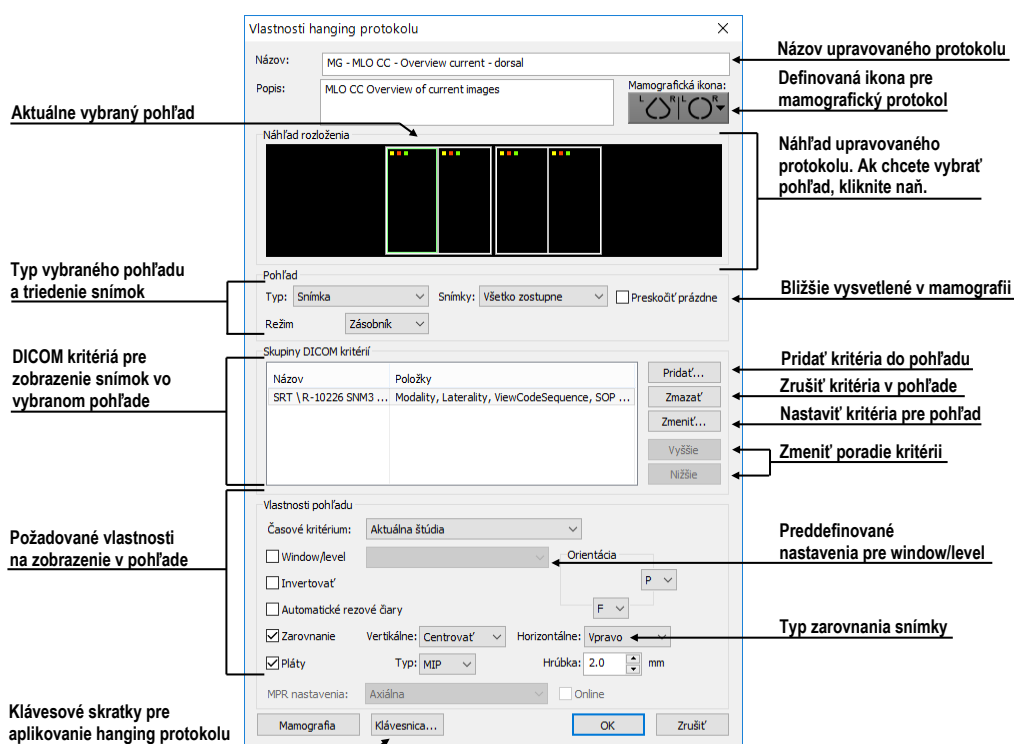 Vlastnosti hanging protokolu
Názov:
MG - MLO CC - Overview current - dorsal
Názov upravovaného protokolu
Popis:
MLO CC Overview of current images
Mamografická ikona:
L R L R
Definovaná ikona pre
mamografický protokol
Aktuálne vybraný pohľad
Náhľad rozloženia
Náhľad upravovaného
protokolu. Ak chcete vybrať
pohľad, kliknite naň.
Typ vybraného pohľadu
a triedenie snímok
Pohľad
Typ: Snímka Snímky: Všetko zostupne Preskočiť prázdne
Bližšie vysvetlené v mamografii
Režim Zásobník
DICOM kritériá pre
zobrazenie snímok vo
vybranom pohľade
Skupiny DICOM kritérií
Názov Položky
SRT \R-10226 SNM3 ... Modality, Laterality, ViewCodeSequence, SOP ...
Pridať...
Zmazať
Zmeniť...
Vyššie
Nižšie
Pridať kritéria do pohľadu
Zrušiť kritéria v pohľade
Nastaviť kritéria pre pohľad
Zmeniť poradie kritérii
Požadované vlastnosti
na zobrazenie v pohľade
Vlastnosti pohľadu
Časové kritérium: Aktuálna štúdia
Window/level
Orientácia
P
F
Preddefinované
nastavenia pre window/level
Invertovať
Automatické rezové čiary
Zarovnanie Vertikálne: Centrovať Horizontálne: Vpravo
Typ zarovnania snímky
Pláty Typ: MIP Hrúbka: 2.0 mm
MPR nastavenia: Axiálna Online
Klávesové skratky pre
aplikovanie hanging protokolu
Mamografia Klávesnica... OK Zrušiť